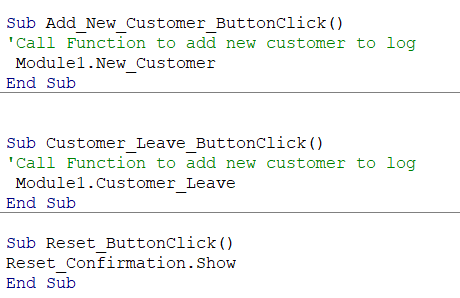 Sub Add_New_Customer_ButtonClick()
'Call Function to add new customer to log
Module1.New_Customer
End Sub
Sub Customer_Leave_ButtonClick()
'Call Function to add new customer to log
Module1.Customer_Leave
End Sub
Sub Reset_ButtonClick()
Reset_Confirmation.Show
End Sub